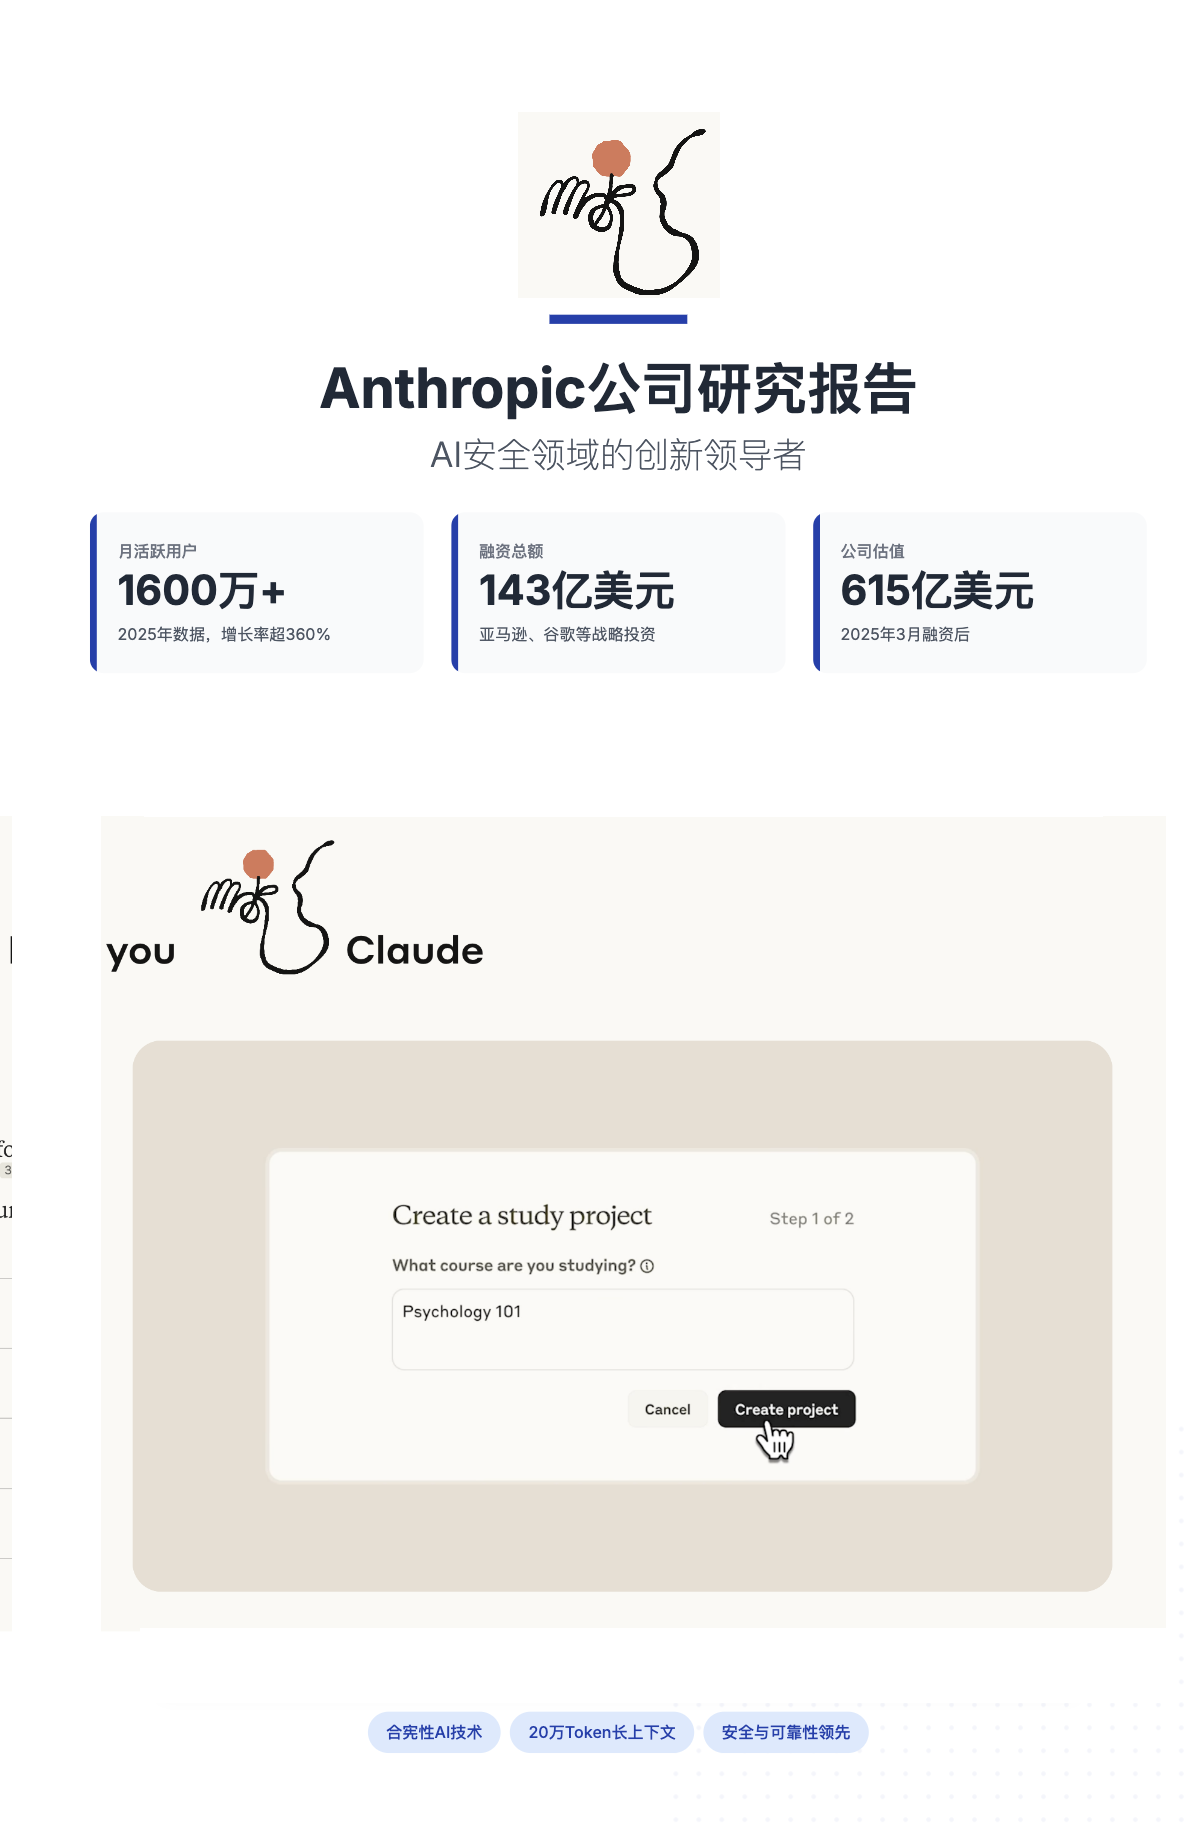 Anthropic公司研究报告
AI安全领域的创新领导者
月活跃用户
1600万+
2025年数据，增长率超360%
融资总额
143亿美元
亚马逊、谷歌等战略投资
公司估值
615亿美元
2025年3月融资后
you Claude
3
Create a study project
Step 1 of 2
What course are you studying?
Psychology 101
Cancel
Create project
合宪性AI技术
20万Token长上下文
安全与可靠性领先